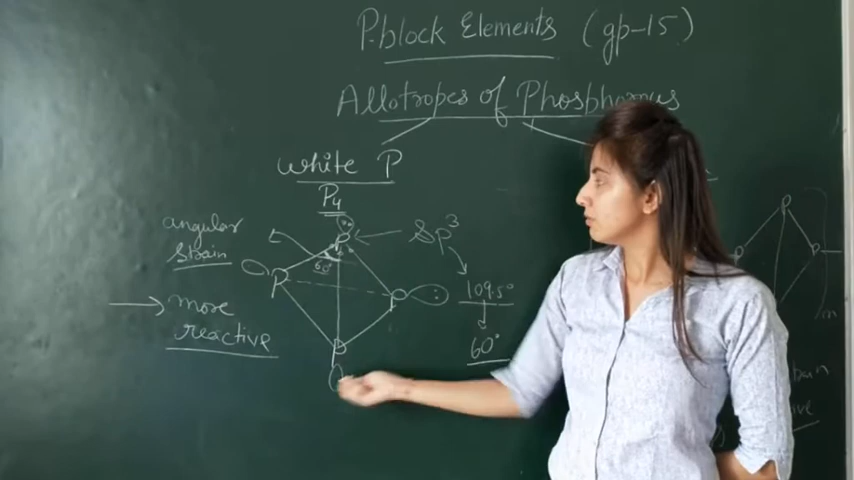 P-block Elements (gp-15)
Allotropes of Phosphorus
white P
P4
angular
strain
sp³
109.5°
60°
60°
more
reactive
P
P
P
P